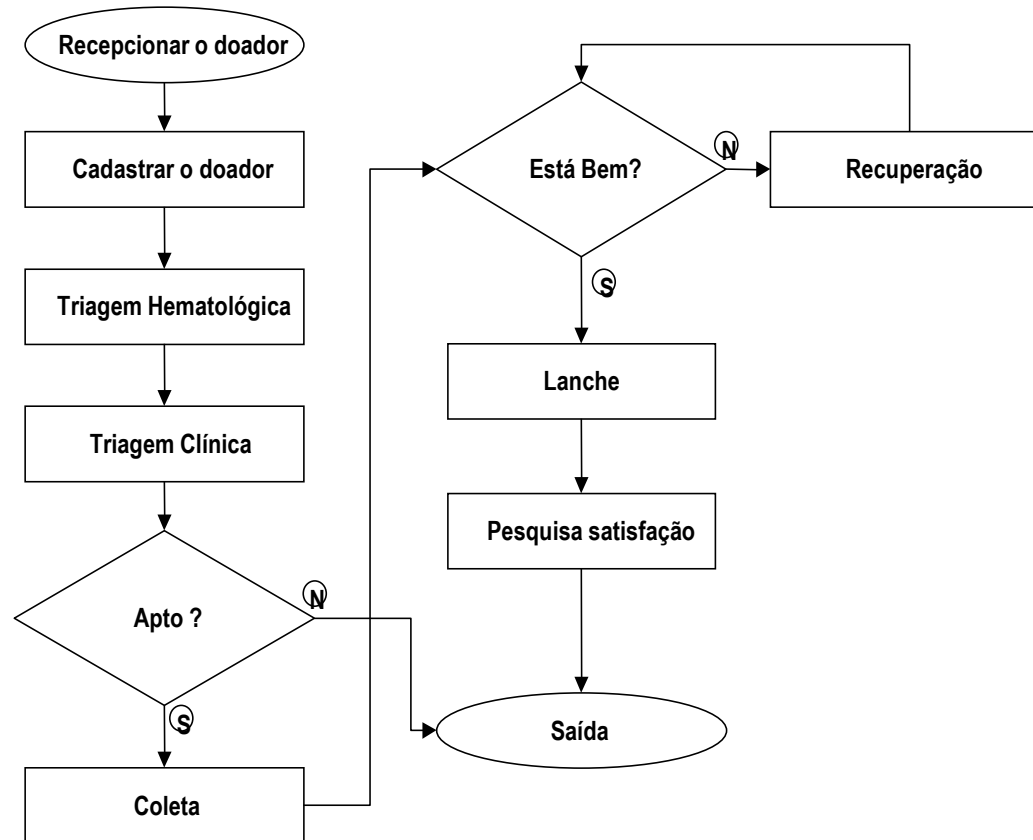 Recepcionar o doador
Cadastrar o doador
Triagem Hematológica
Triagem Clínica
Apto ?
N
S
Coleta
Está Bem?
N
Recuperação
S
Lanche
Pesquisa satisfação
Saída